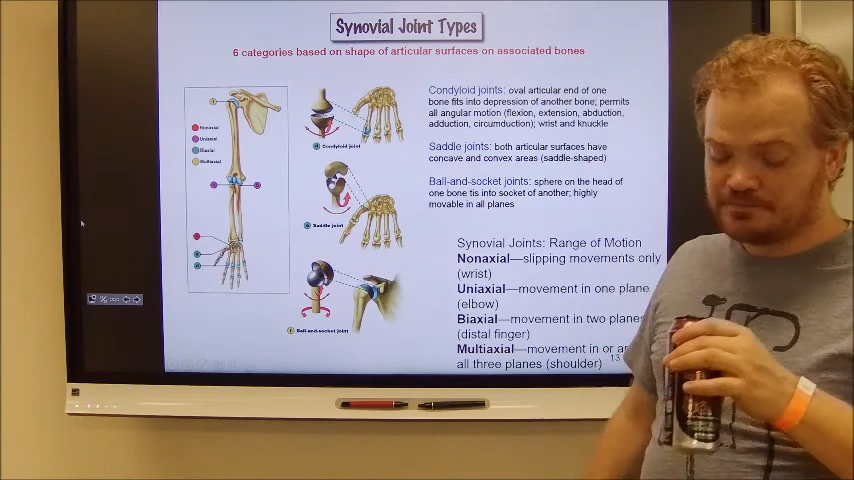 Synovial Joint Types
6 categories based on shape of articular surfaces on associated bones
Nonaxial
Uniaxial
Biaxial
Multiaxial
d Condyloid joint
Saddle joint
f Ball-and-socket joint
Condyloid joints: oval articular end of one
bone fits into depression of another bone; permits
all angular motion (flexion, extension, abduction,
adduction, circumduction); wrist and knuckle
Saddle joints: both articular surfaces have
concave and convex areas (saddle-shaped)
Ball-and-socket joints: sphere on the head of
one bone tis into socket of another; highly
movable in all planes
Synovial Joints: Range of Motion
Nonaxial—slipping movements only
(wrist)
Uniaxial—movement in one plane
(elbow)
Biaxial—movement in two planes
(distal finger)
Multiaxial—movement in or
all three planes (shoulder) 13